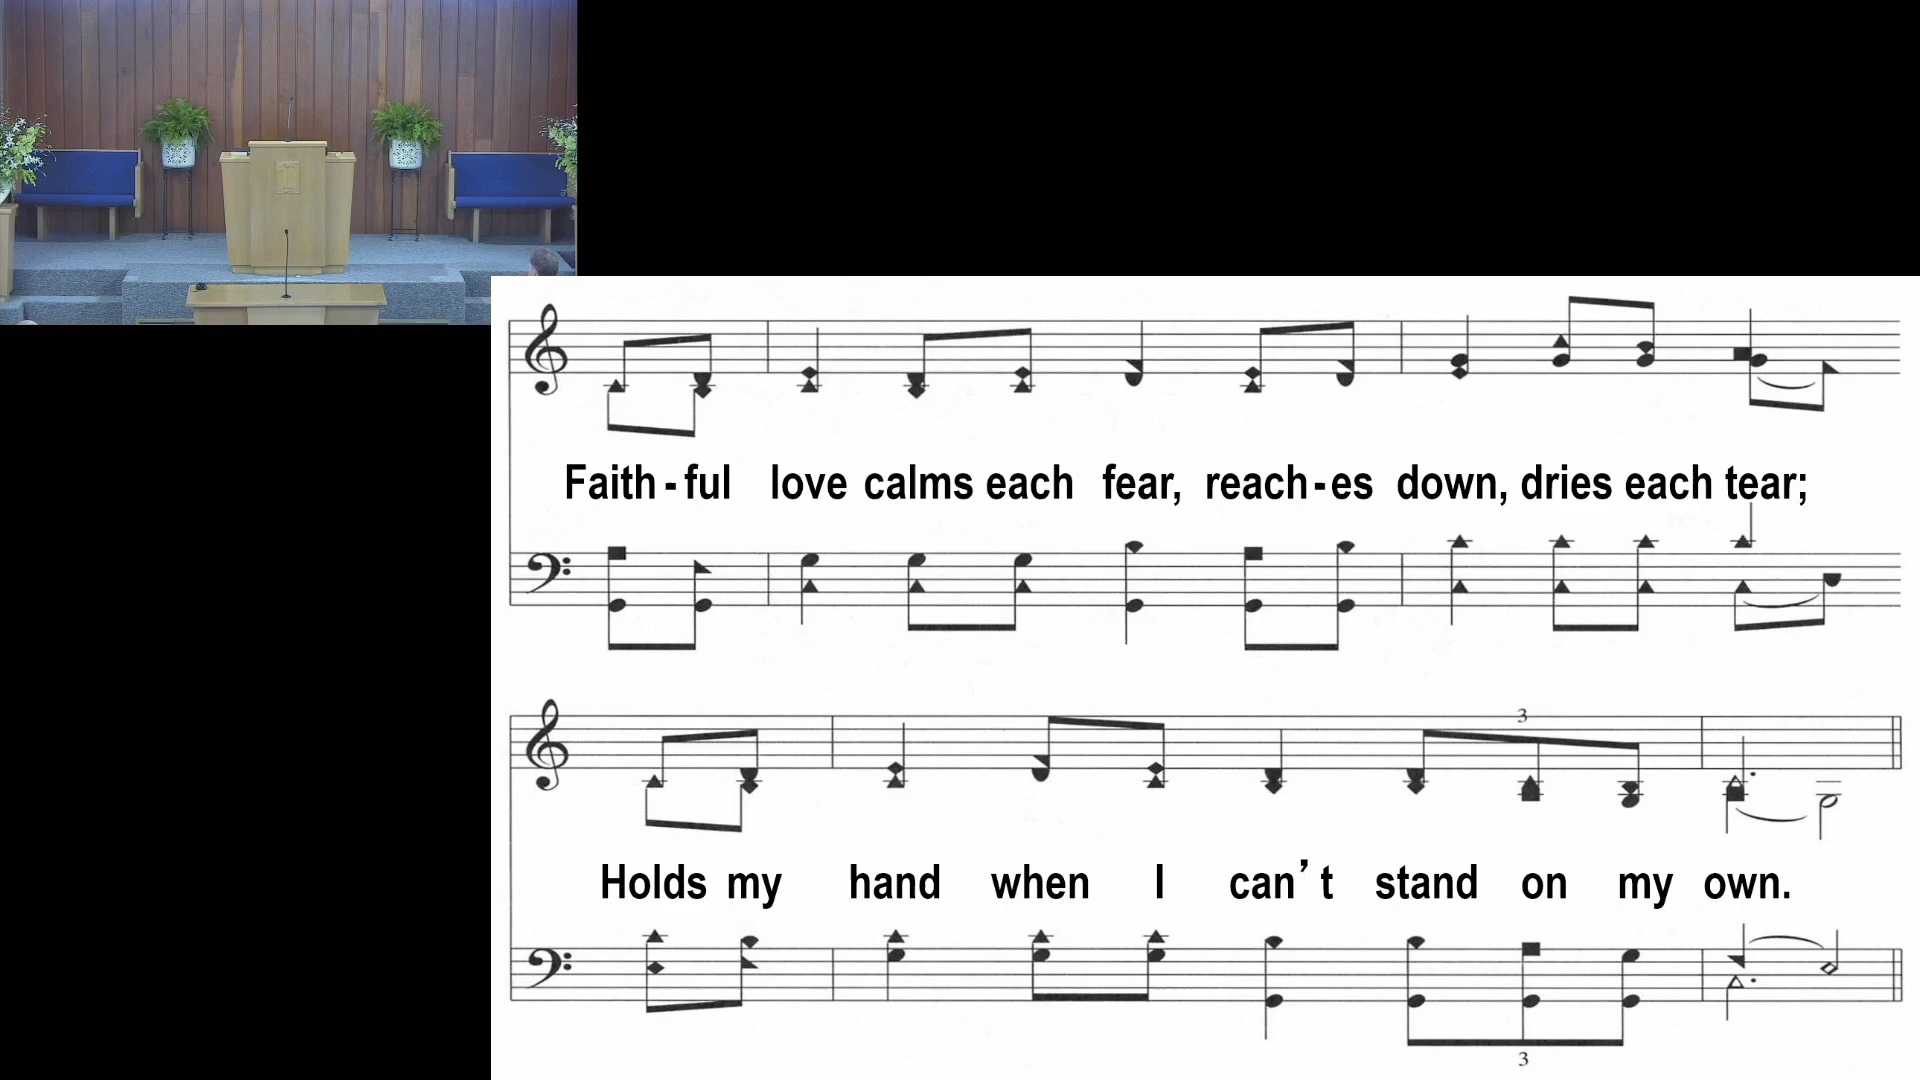 Faith-ful love calms each fear, reach-es down, dries each tear;
3
Holds my hand when I can't stand on my own.
3